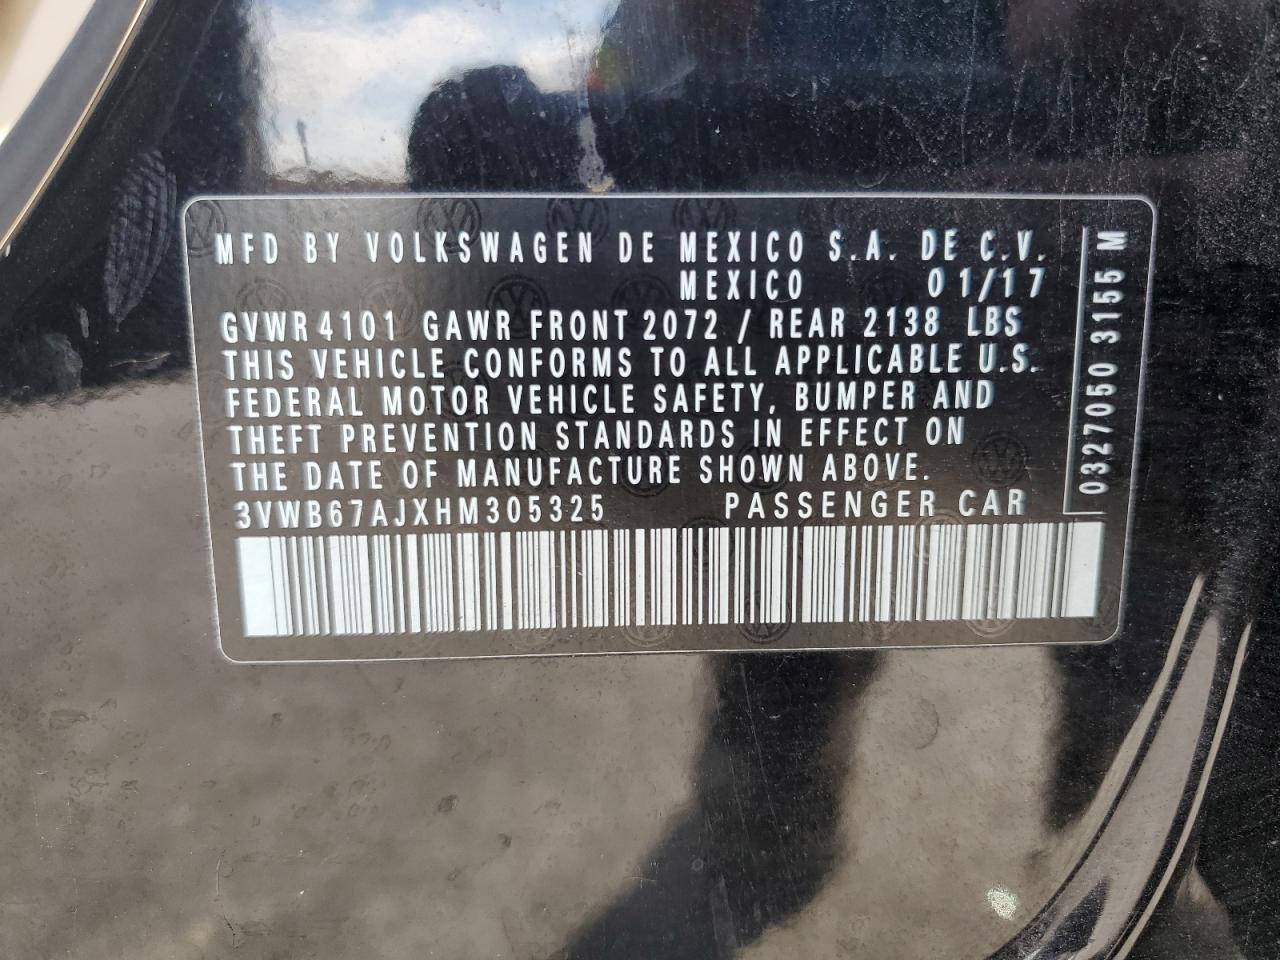 MFD BY VOLKSWAGEN DE MEXICO S.A. DE C.V.
MEXICO 01/17
GVWR 4101 GAWR FRONT 2072 / REAR 2138 LBS
THIS VEHICLE CONFORMS TO ALL APPLICABLE U.S.
FEDERAL MOTOR VEHICLE SAFETY, BUMPER AND
THEFT PREVENTION STANDARDS IN EFFECT ON
THE DATE OF MANUFACTURE SHOWN ABOVE.
3VWB67AJXHM305325 PASSENGER CAR
0327050 3155 M